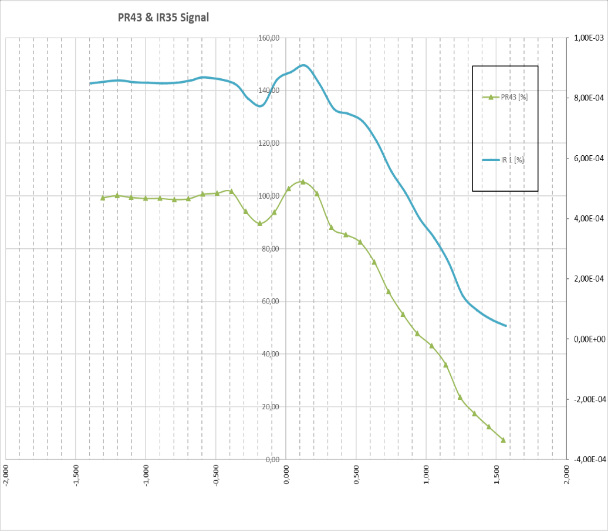 PR43 & IR35 Signal
160,00
140,00
120,00
100,00
80,00
60,00
40,00
20,00
0,00
1,00E-03
8,00E-04
6,00E-04
4,00E-04
2,00E-04
0,00E+00
-2,00E-04
-4,00E-04
PR43 [%]
IR 1 [%]
-2,000
-1,500
-1,000
-0,500
0,000
0,500
1,000
1,500
2,000